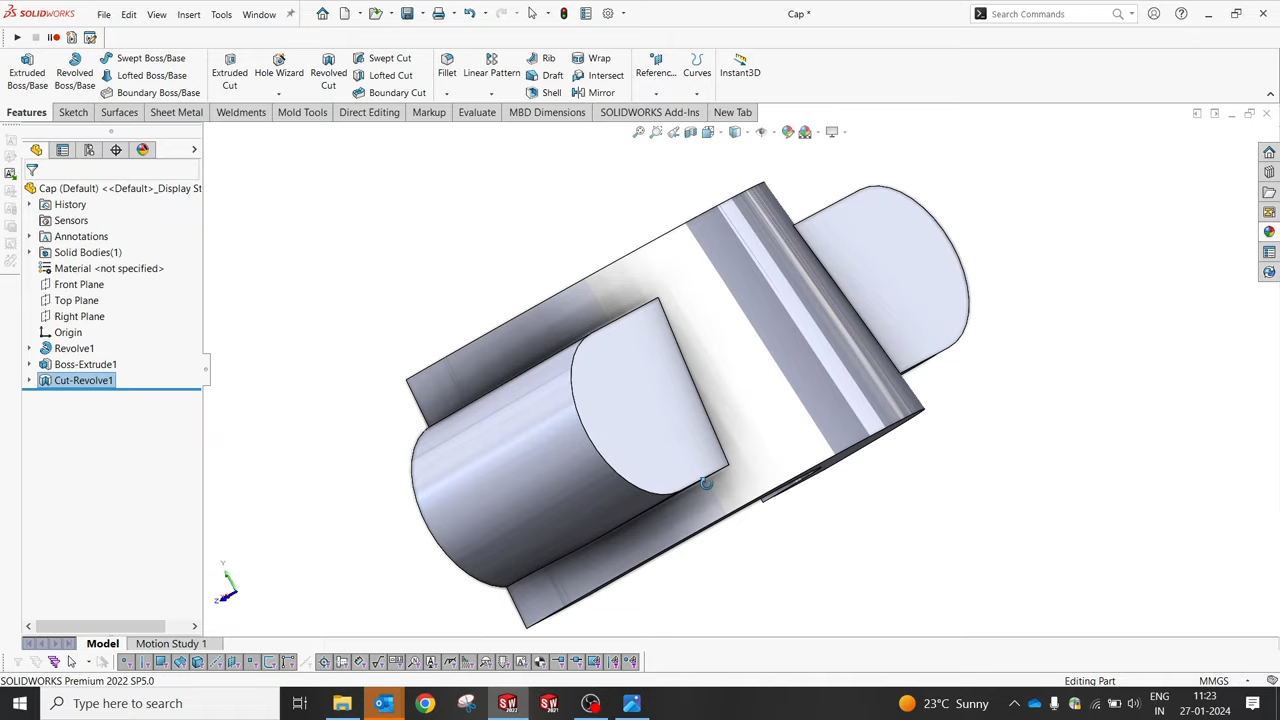 SOLIDWORKS File Edit View Insert Tools Window Cap * Search Commands
Extruded Boss/Base
Revolved Boss/Base
Swept Boss/Base
Lofted Boss/Base
Boundary Boss/Base
Extruded Cut
Hole Wizard
Revolved Cut
Swept Cut
Lofted Cut
Boundary Cut
Fillet
Linear Pattern
Rib
Draft
Shell
Wrap
Intersect
Mirror
Referenc...
Curves
Instant3D
Features Sketch Surfaces Sheet Metal Weldments Mold Tools Direct Editing Markup Evaluate MBD Dimensions SOLIDWORKS Add-Ins New Tab
Cap (Default) <<Default>_Display St
History
Sensors
Annotations
Solid Bodies(1)
Material <not specified>
Front Plane
Top Plane
Right Plane
Origin
Revolve1
Boss-Extrude1
Cut-Revolve1
Y
Z
Model Motion Study 1
SOLIDWORKS Premium 2022 SP5.0 Editing Part MMGS
Type here to search
23°C Sunny
ENG
IN
11:23
27-01-2024